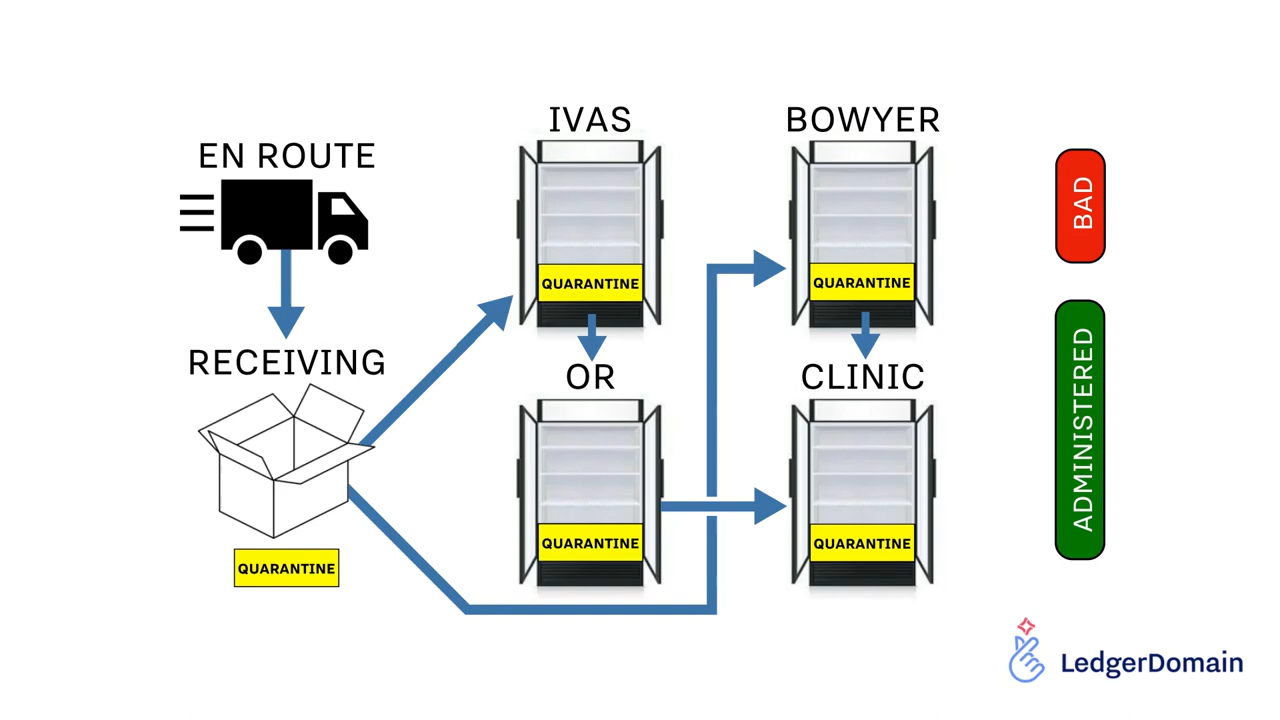 EN ROUTE
RECEIVING
QUARANTINE
IVAS
QUARANTINE
OR
QUARANTINE
BOWYER
QUARANTINE
CLINIC
QUARANTINE
BAD
ADMINISTERED
LedgerDomain